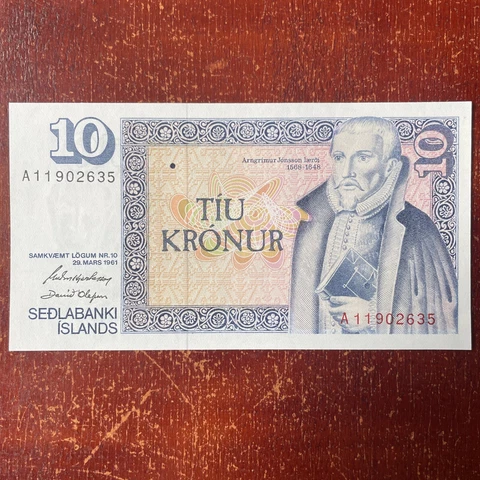 10
A11902635
Arngrímur Jónsson lærði
1568-1648
10
TÍU
KRÓNUR
SAMKVÆMT LÖGUM NR.10
29. MARS 1961
SEÐLABANKI
ÍSLANDS
A11902635